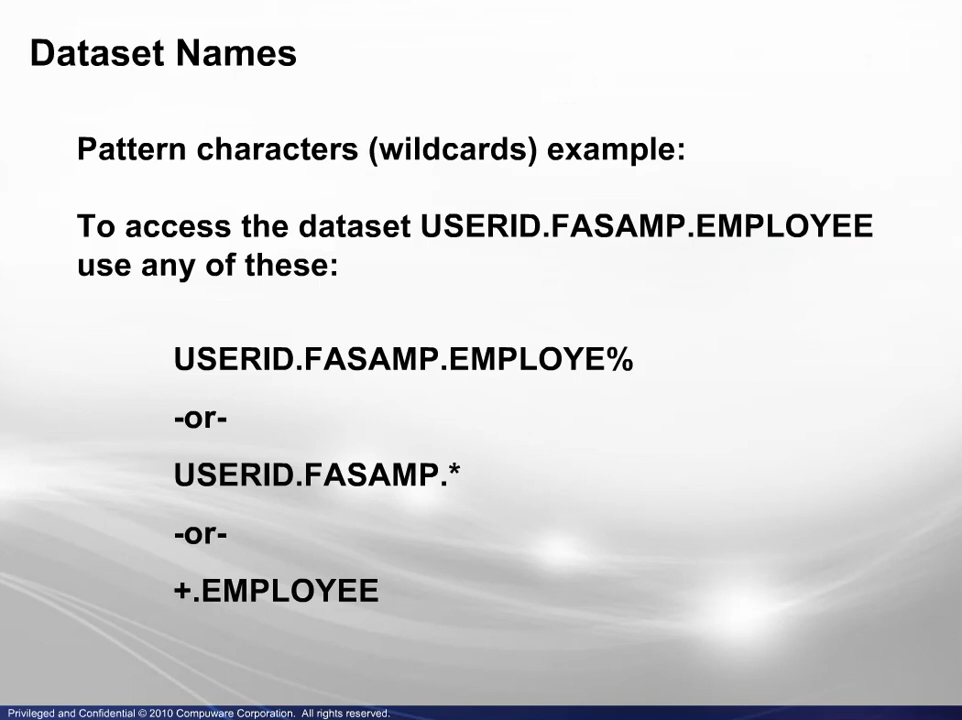 Dataset Names
Pattern characters (wildcards) example:
To access the dataset USERID.FASAMP.EMPLOYEE
use any of these:
USERID.FASAMP.EMPLOYE%
-or-
USERID.FASAMP.*
-or-
+.EMPLOYEE
Privileged and Confidential © 2010 Compuware Corporation. All rights reserved.